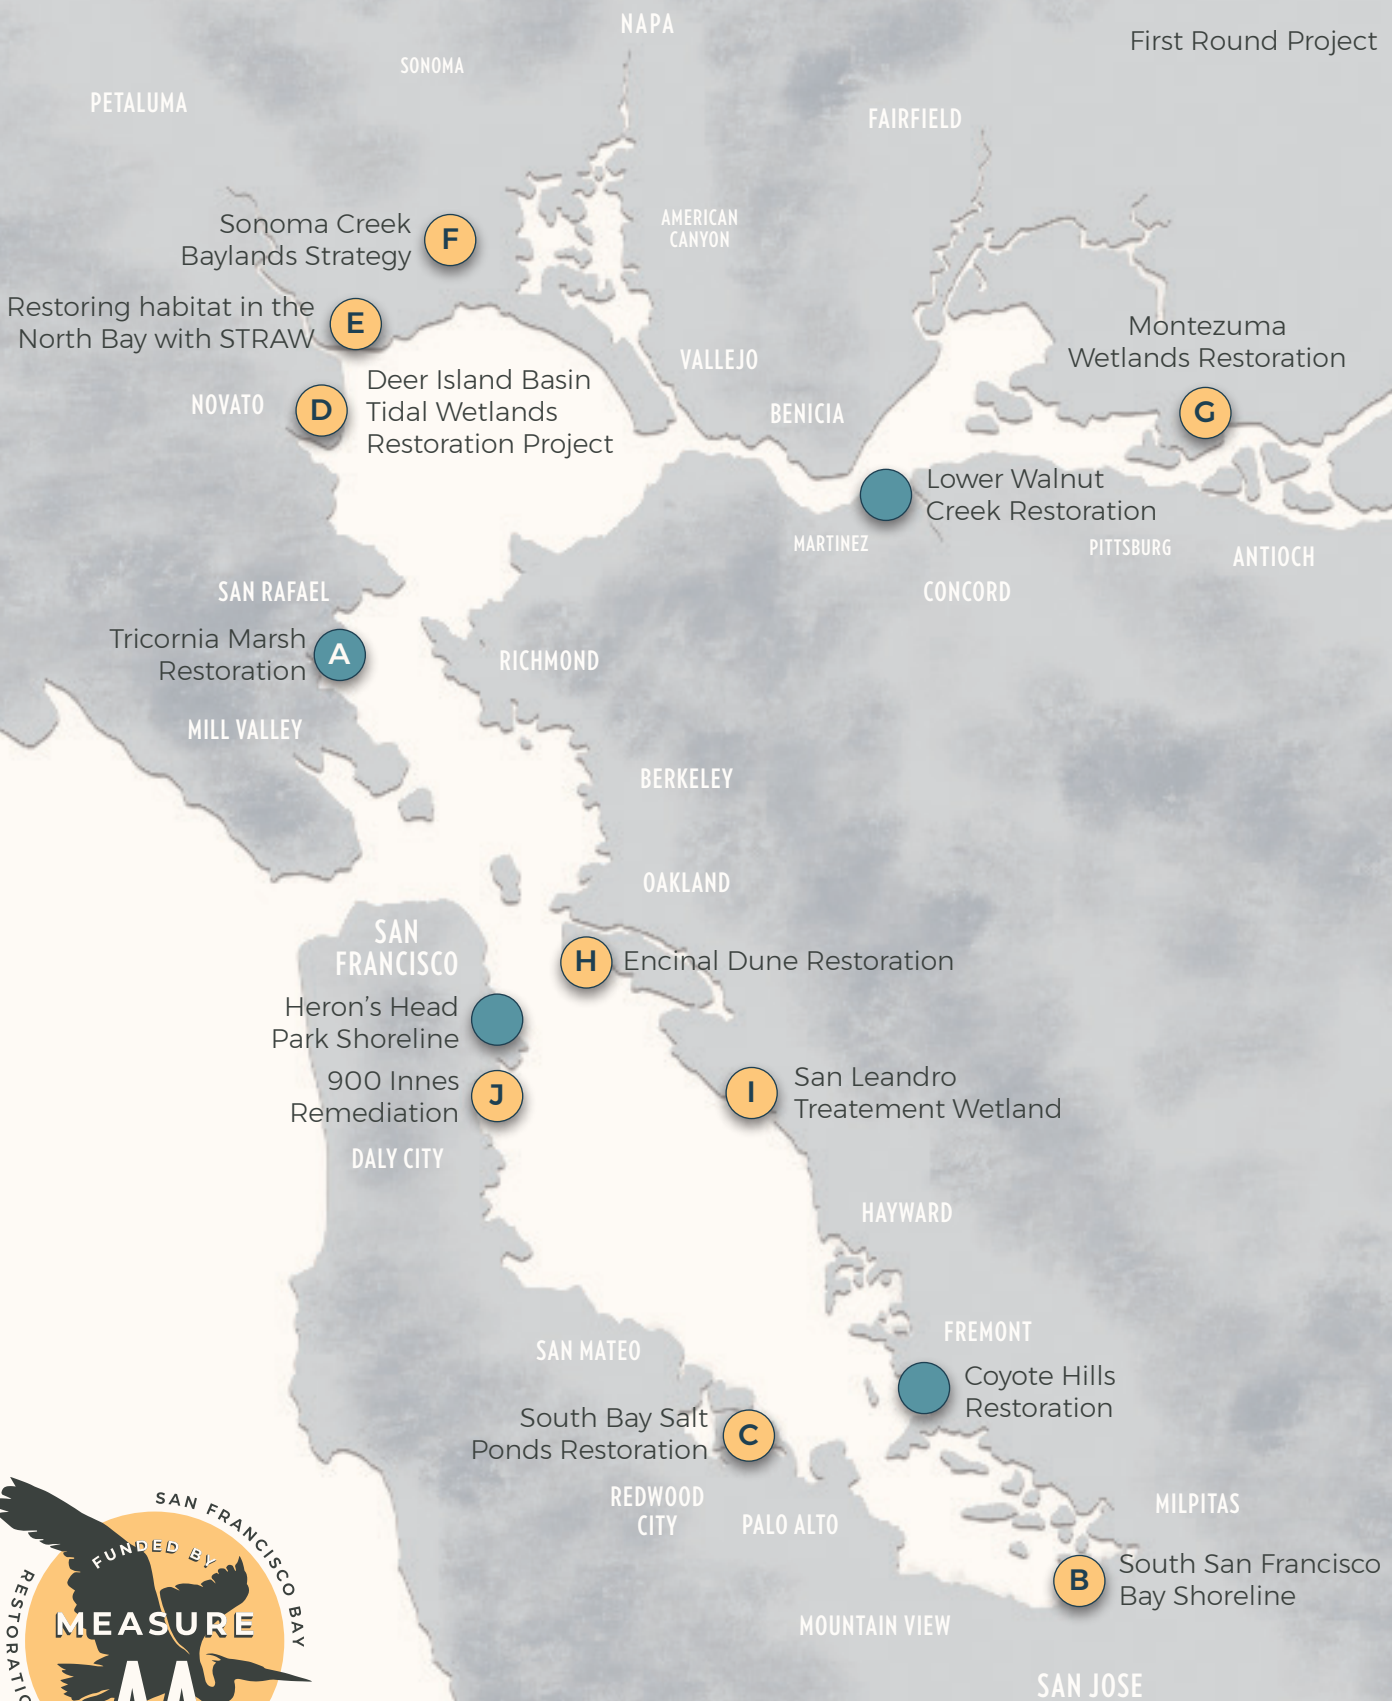 NAPA
First Round Project
SONOMA
PETALUMA
FAIRFIELD
Sonoma Creek
Baylands Strategy
F
AMERICAN
CANYON
Restoring habitat in the
North Bay with STRAW
E
Montezuma
Wetlands Restoration
G
VALLEJO
NOVATO
D
Deer Island Basin
Tidal Wetlands
Restoration Project
BENICIA
Lower Walnut
Creek Restoration
MARTINEZ
PITTSBURG
ANTIOCH
CONCORD
SAN RAFAEL
Tricornia Marsh
Restoration
A
RICHMOND
MILL VALLEY
BERKELEY
OAKLAND
SAN
FRANCISCO
H
Encinal Dune Restoration
Heron's Head
Park Shoreline
900 Innes
Remediation
J
I
San Leandro
Treatement Wetland
DALY CITY
HAYWARD
FREMONT
SAN MATEO
Coyote Hills
Restoration
South Bay Salt
Ponds Restoration
C
REDWOOD
CITY
PALO ALTO
MILPITAS
B
South San Francisco
Bay Shoreline
MOUNTAIN VIEW
SAN JOSE
SAN FRANCISCO BAY
FUNDED BY
MEASURE
AA